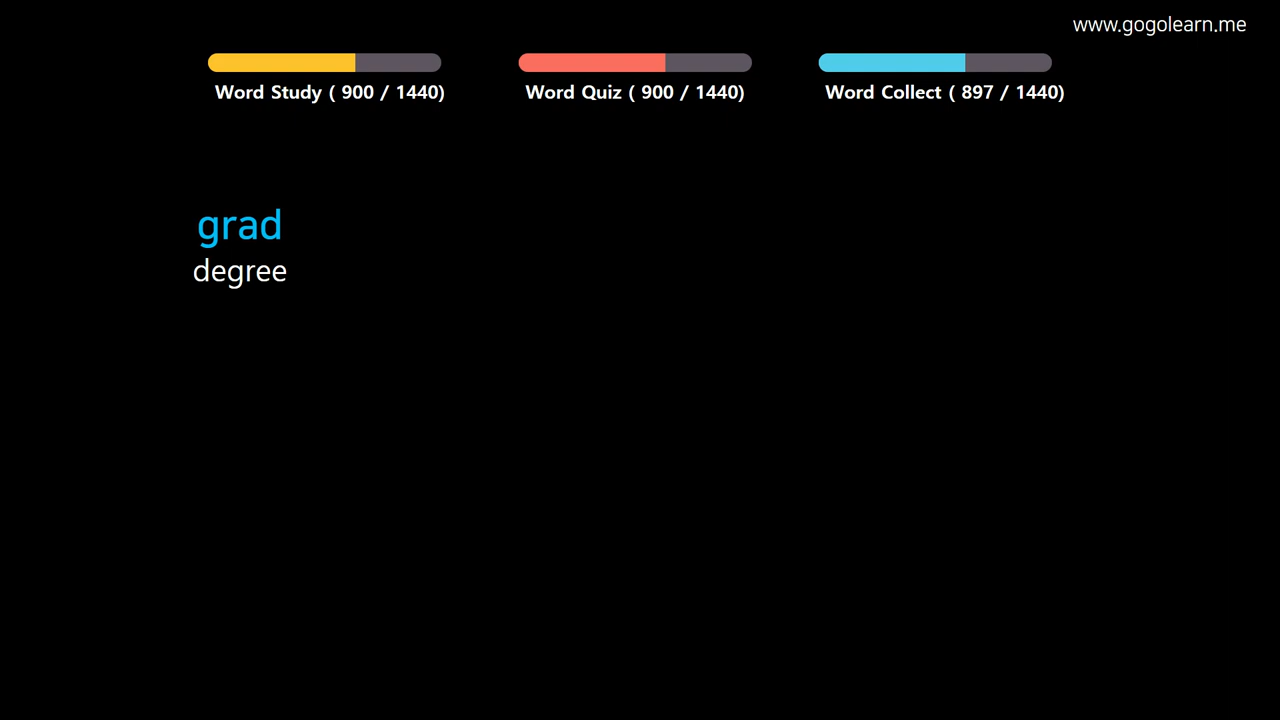 www.gogolearn.me
Word Study ( 900 / 1440)
Word Quiz ( 900 / 1440)
Word Collect ( 897 / 1440)
grad
degree